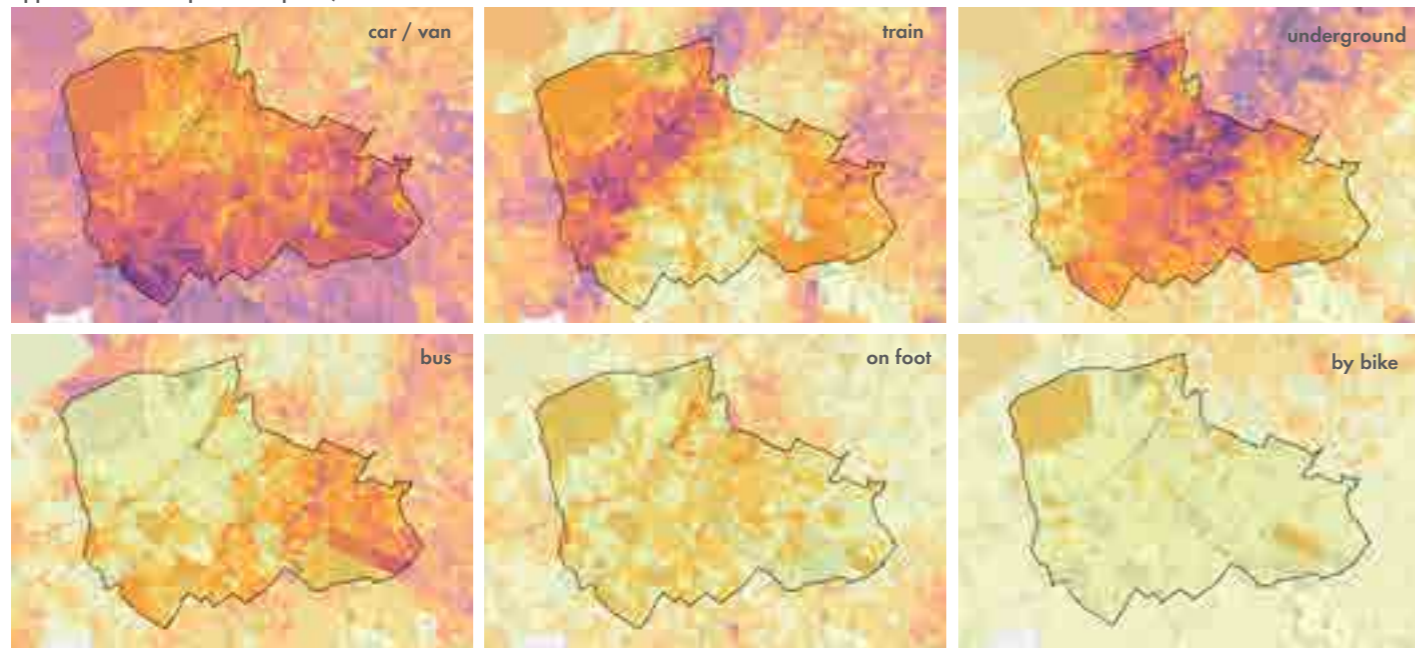 car / van
train
underground
bus
on foot
by bike